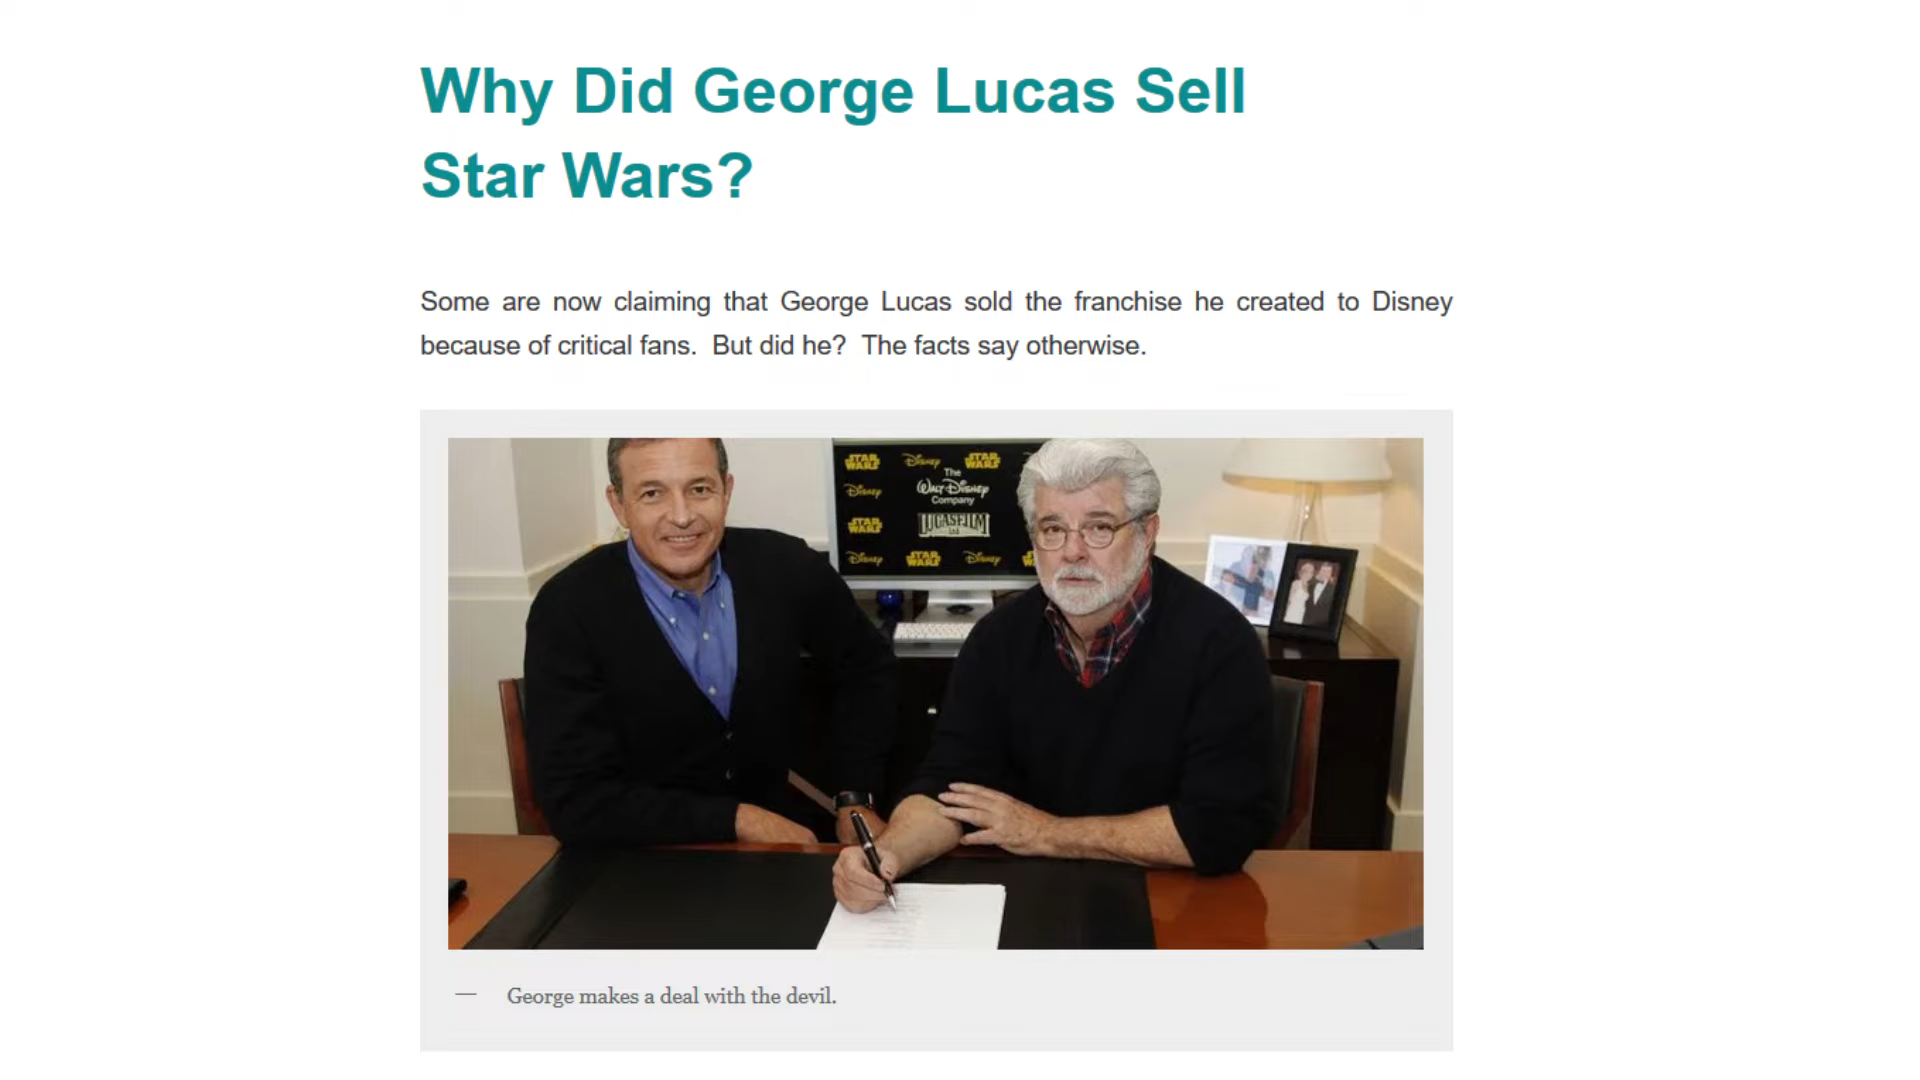 Why Did George Lucas Sell
Star Wars?
Some are now claiming that George Lucas sold the franchise he created to Disney
because of critical fans.  But did he?  The facts say otherwise.
STAR WARS
Disney
STAR WARS
The
Disney
WALT DISNEY
Company
STAR WARS
LUCASFILM
Ltd
Disney
STAR WARS
Disney
— George makes a deal with the devil.